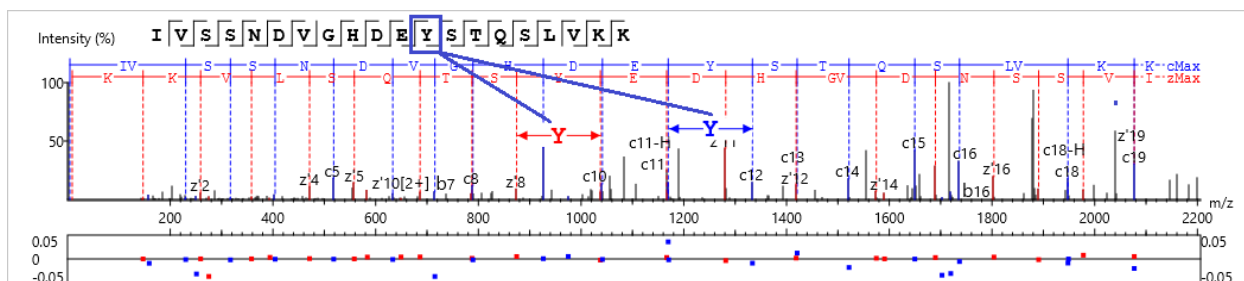 Intensity (%) I V S S N D V G H D E Y S T Q S L V K K
IV S S N D V G H D E Y S T Q S LV K K cMax
K K V L S Q T S Y E D H GV D N S S V I zMax
100
50
Y Y
c11-H
c11
z'2 z'4 c5 z'5 z'10[2+] b7 c8 z'8 c10 c12 c13 z'12 c14 z'14 c15 c16 b16 z'16 c18-H c18 z'19 c19
200 400 600 800 1000 1200 1400 1600 1800 2000 2200 m/z
0.05 0.05
0 0
-0.05 -0.05